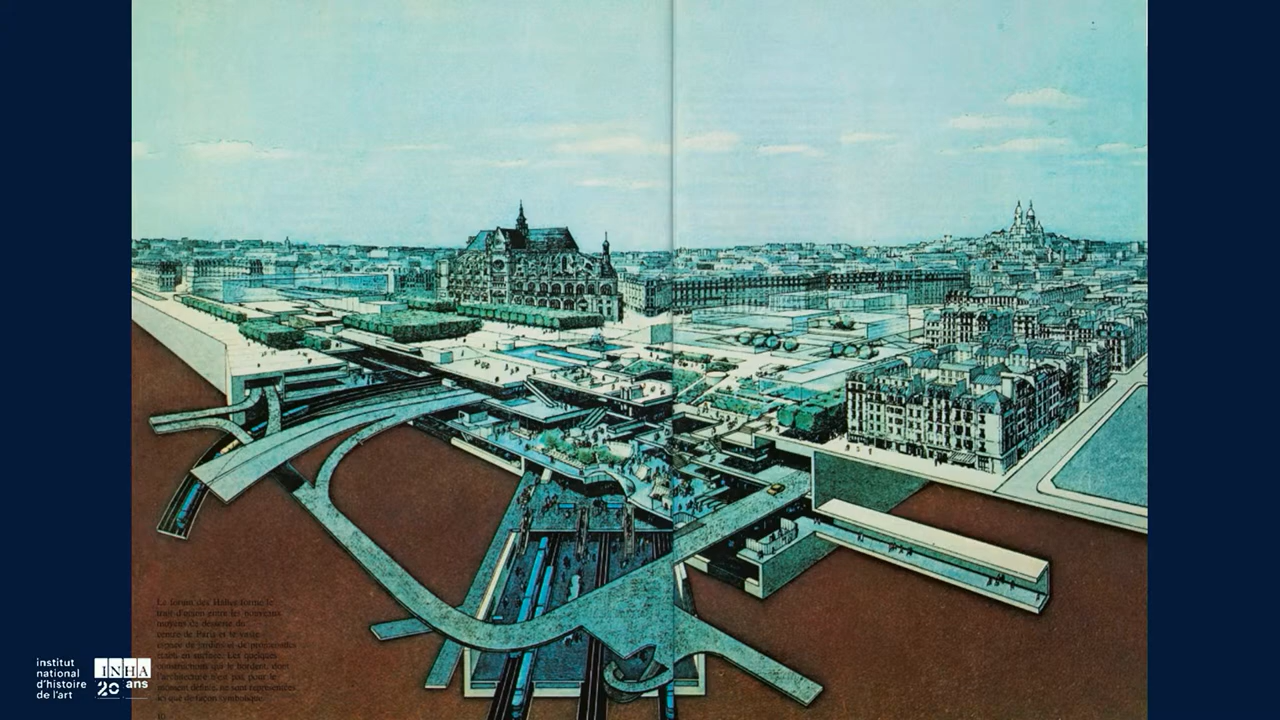 Le forum des Halles forme le
trait d'union entre les nouveaux
moyens de desserte du
centre de Paris et le vaste
espace de jardins et de promenades
créés en surface. Les quelques
constructions qui le bordent, dont
l'architecture n'est pas pour le
moment définie, ne sont représentées
ici que de façon symbolique.
10
institut
national
d'histoire
de l'art
INHA
20 ans